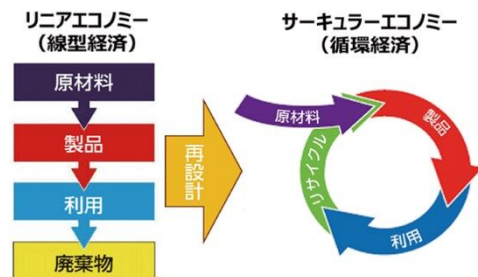 リニアエコノミー
(線型経済)
原材料
製品
利用
廃棄物
再設計
サーキュラーエコノミー
(循環経済)
原材料
製品
利用
リサイクル